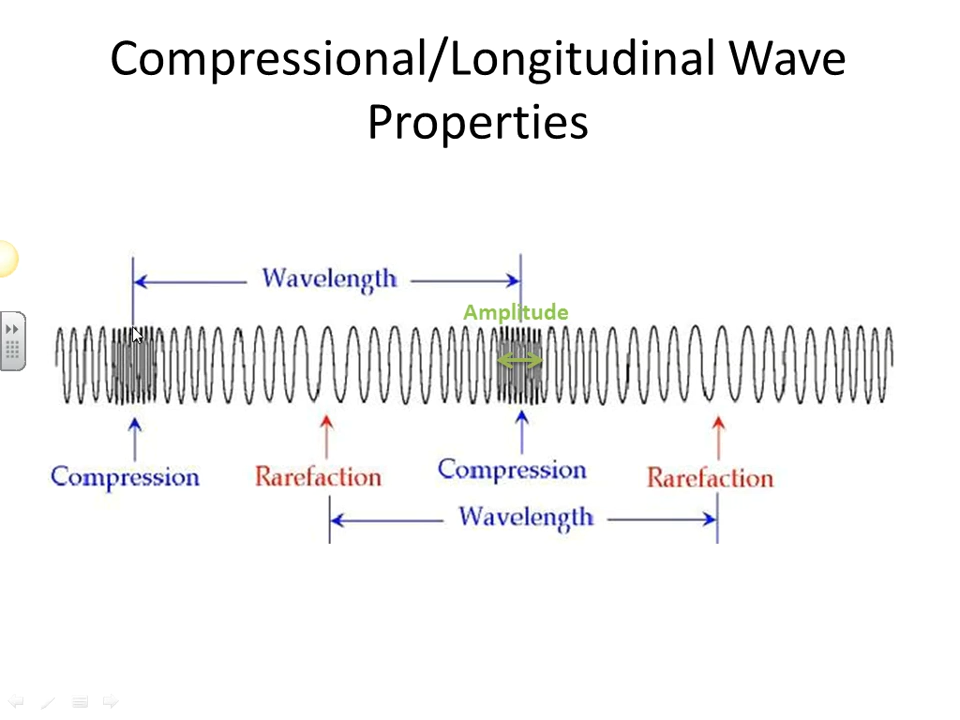 Compressional/Longitudinal Wave
Properties
Wavelength
Amplitude
Compression
Rarefaction
Compression
Rarefaction
Wavelength